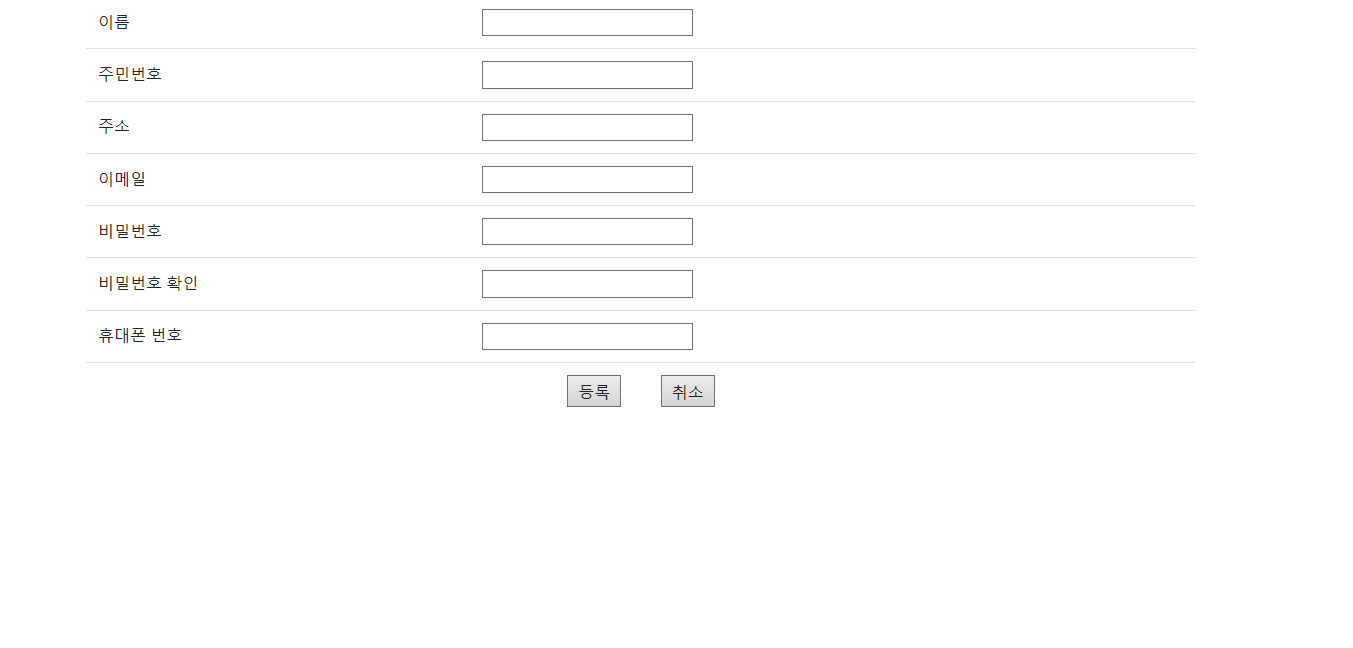 이름
주민번호
주소
이메일
비밀번호
비밀번호 확인
휴대폰 번호
등록 취소